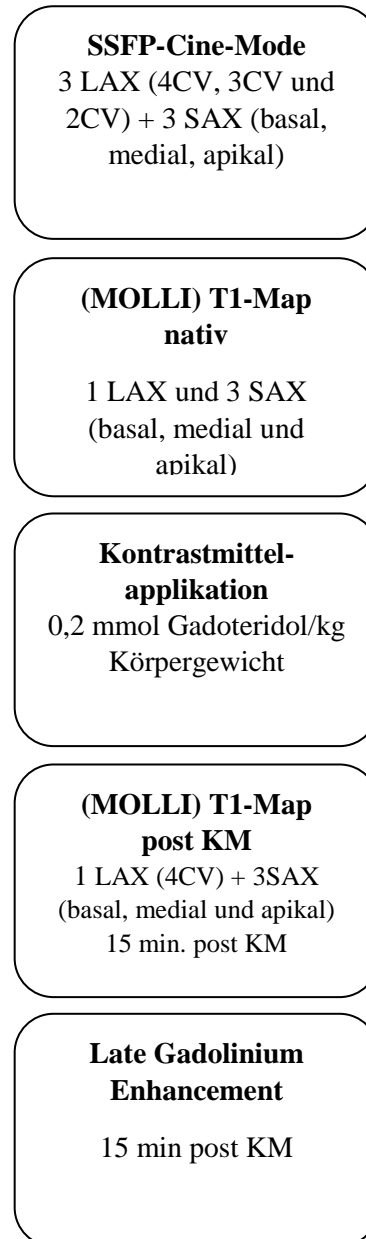 SSFP-Cine-Mode
3 LAX (4CV, 3CV und
2CV) + 3 SAX (basal,
medial, apikal)
(MOLLI) T1-Map
nativ
1 LAX und 3 SAX
(basal, medial und
apikal)
Kontrastmittel-
applikation
0,2 mmol Gadoteridol/kg
Körpergewicht
(MOLLI) T1-Map
post KM
1 LAX (4CV) + 3SAX
(basal, medial und apikal)
15 min. post KM
Late Gadolinium
Enhancement
15 min post KM